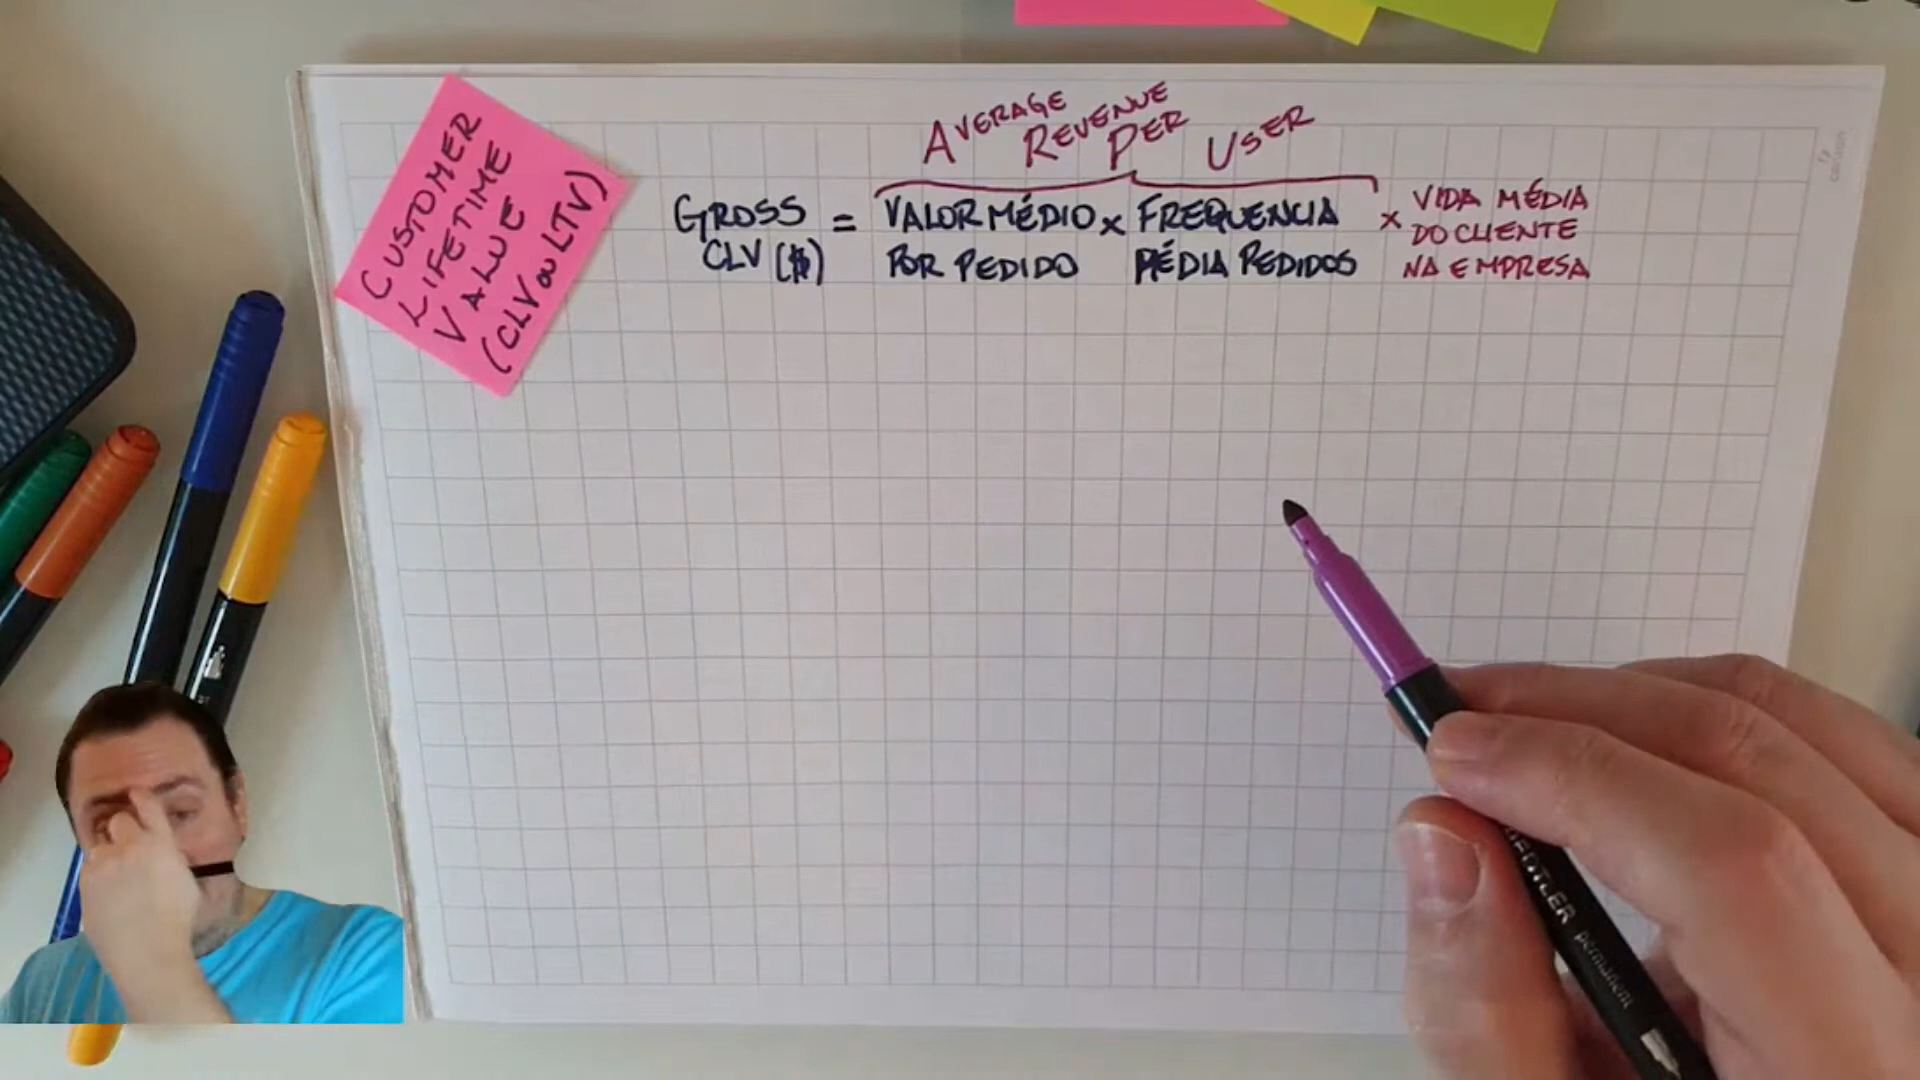 CUSTOMER
LIFETIME
VALUE
(CLV ou LTV)
AVERAGE
REVENUE
PER USER
GROSS = VALOR MÉDIO x FREQUENCIA x VIDA MÉDIA
DO CLIENTE
CLV ($) POR PEDIDO MÉDIA PEDIDOS NA EMPRESA
permanent